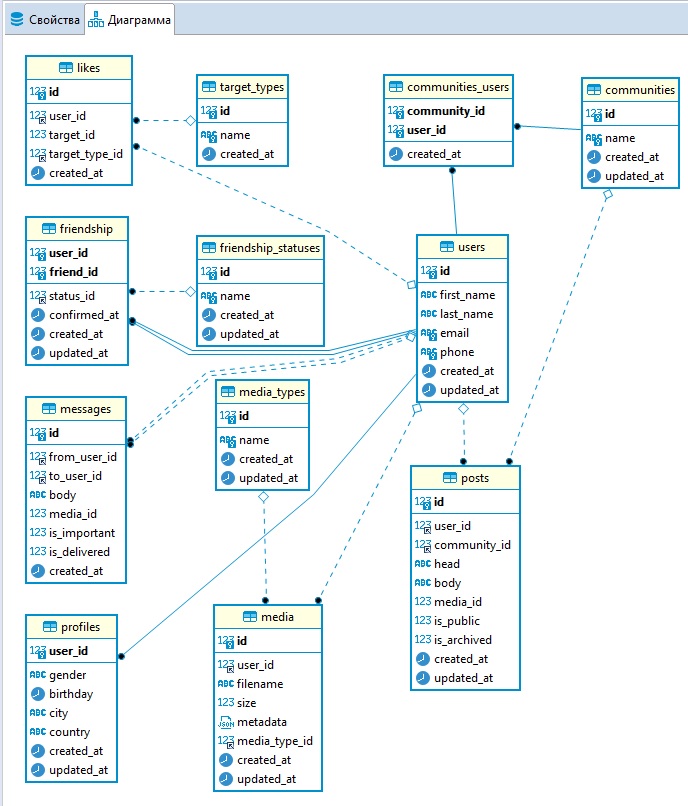 Свойства
Диаграмма
likes
123 id
123 user_id
123 target_id
123 target_type_id
created_at
target_types
123 id
ABC name
created_at
communities_users
123 community_id
123 user_id
created_at
communities
123 id
ABC name
created_at
updated_at
friendship
123 user_id
123 friend_id
123 status_id
confirmed_at
created_at
updated_at
friendship_statuses
123 id
ABC name
created_at
updated_at
users
123 id
ABC first_name
ABC last_name
ABC email
ABC phone
created_at
updated_at
messages
123 id
123 from_user_id
123 to_user_id
ABC body
123 media_id
123 is_important
123 is_delivered
created_at
media_types
123 id
ABC name
created_at
updated_at
posts
123 id
123 user_id
123 community_id
ABC head
ABC body
123 media_id
123 is_public
123 is_archived
created_at
updated_at
profiles
123 user_id
ABC gender
birthday
ABC city
ABC country
created_at
updated_at
media
123 id
123 user_id
ABC filename
123 size
JSON metadata
123 media_type_id
created_at
updated_at